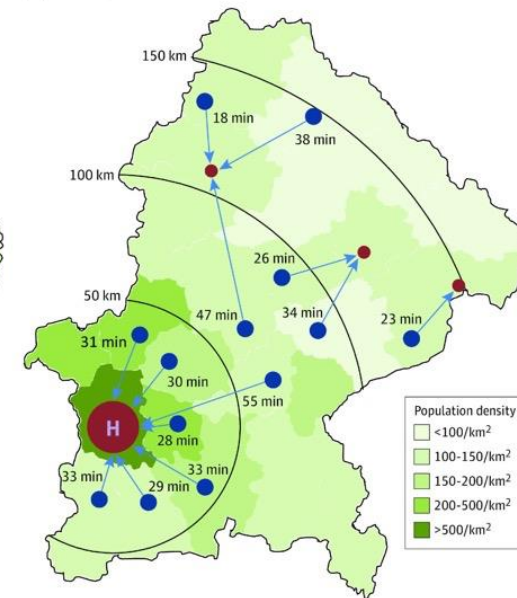 150 km
18 min
38 min
100 km
26 min
50 km
47 min
34 min
23 min
31 min
30 min
55 min
H
28 min
33 min
33 min
29 min
Population density
<100/km²
100-150/km²
150-200/km²
200-500/km²
>500/km²